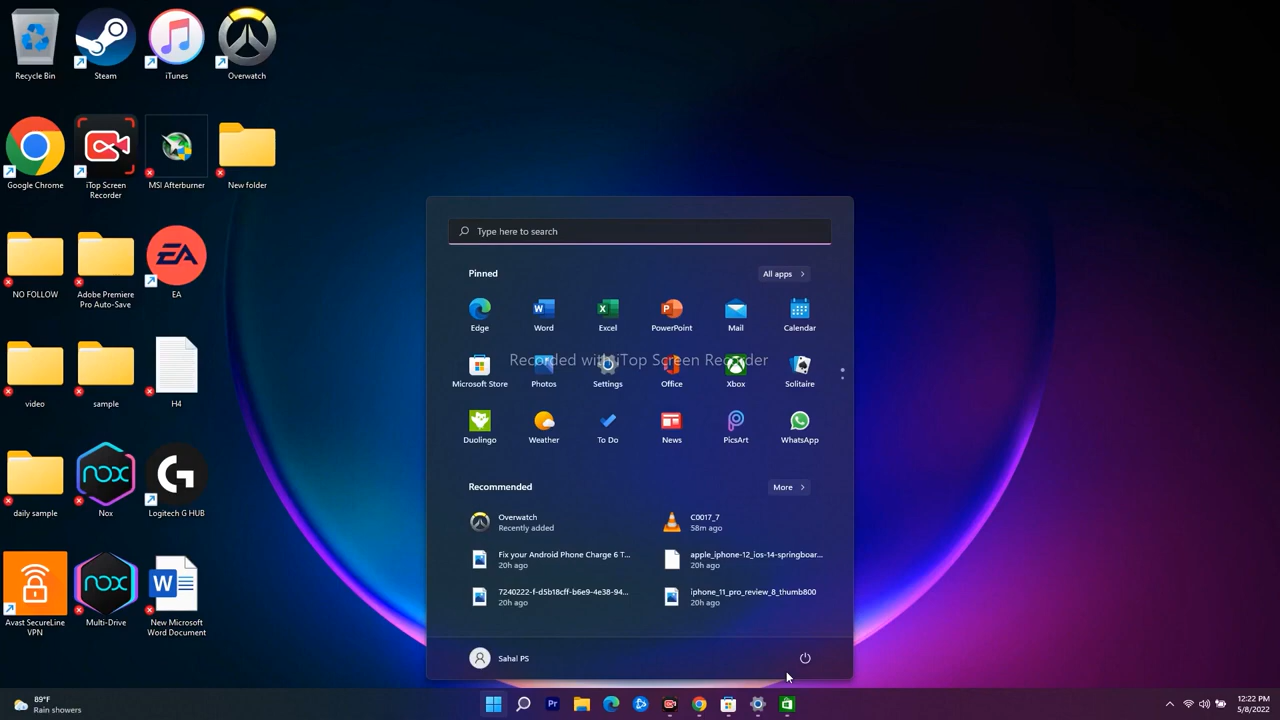 Recycle Bin
Steam
iTunes
Overwatch
Google Chrome
iTop Screen
Recorder
MSI Afterburner
New folder
NO FOLLOW
Adobe Premiere
Pro Auto-Save
EA
EA
video
sample
H4
daily sample
nox
Nox
Logitech G HUB
Avast SecureLine
VPN
nox
Multi-Drive
New Microsoft
Word Document
Type here to search
Pinned
All apps
Edge
Word
Excel
PowerPoint
Mail
Calendar
Recorded with iTop Screen Recorder
Microsoft Store
Photos
Settings
Office
Xbox
Solitaire
Duolingo
Weather
To Do
News
PicsArt
WhatsApp
Recommended
More
Overwatch
Recently added
C0017_7
58m ago
Fix your Android Phone Charge 6 T...
20h ago
apple_iphone-12_ios-14-springboar...
20h ago
7240222-f-d5b18cff-b6e9-4e38-94...
20h ago
iphone_11_pro_review_8_thumb800
20h ago
Sahal PS
89°F
Rain showers
Pr
12:22 PM
5/8/2022